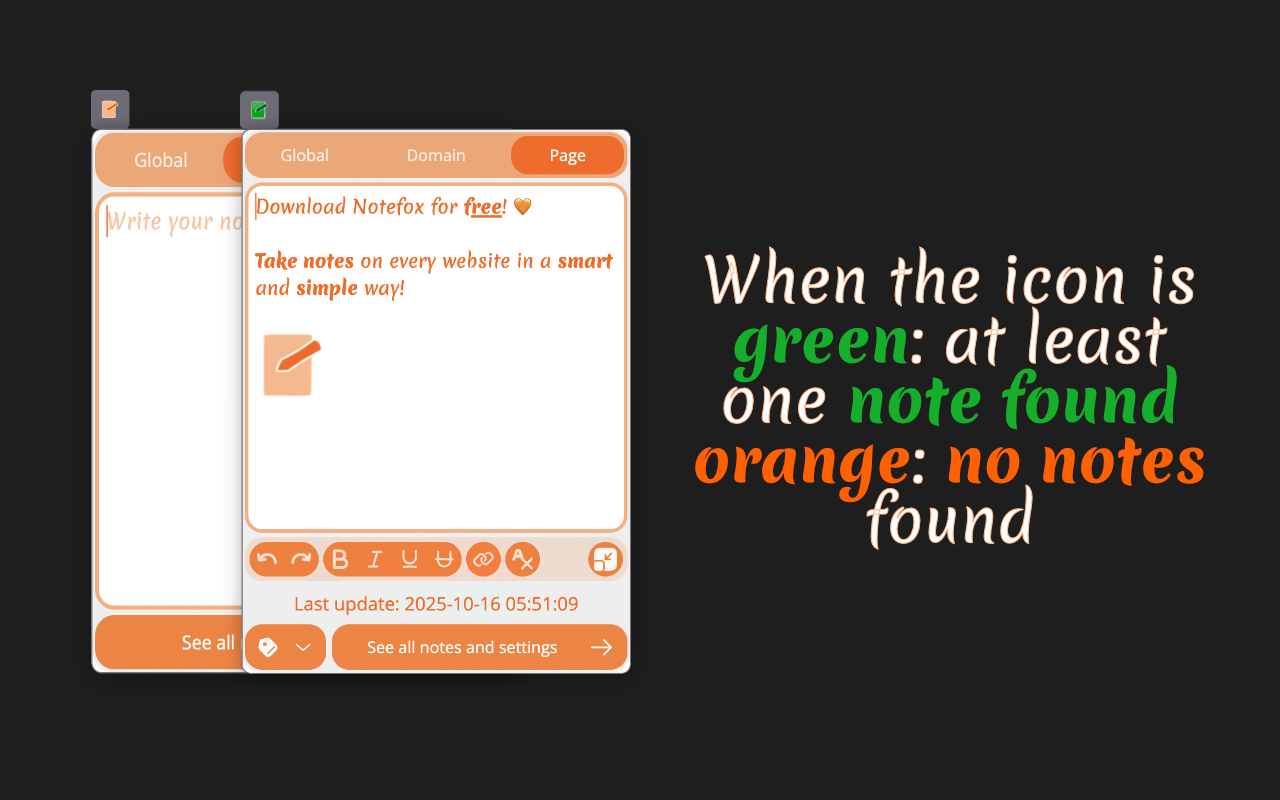 Global
Write your no
See all
Global
Domain
Page
Download Notefox for free! 🧡
Take notes on every website in a smart
and simple way!
B I U
Last update: 2025-10-16 05:51:09
See all notes and settings
When the icon is
green: at least
one note found
orange: no notes
found